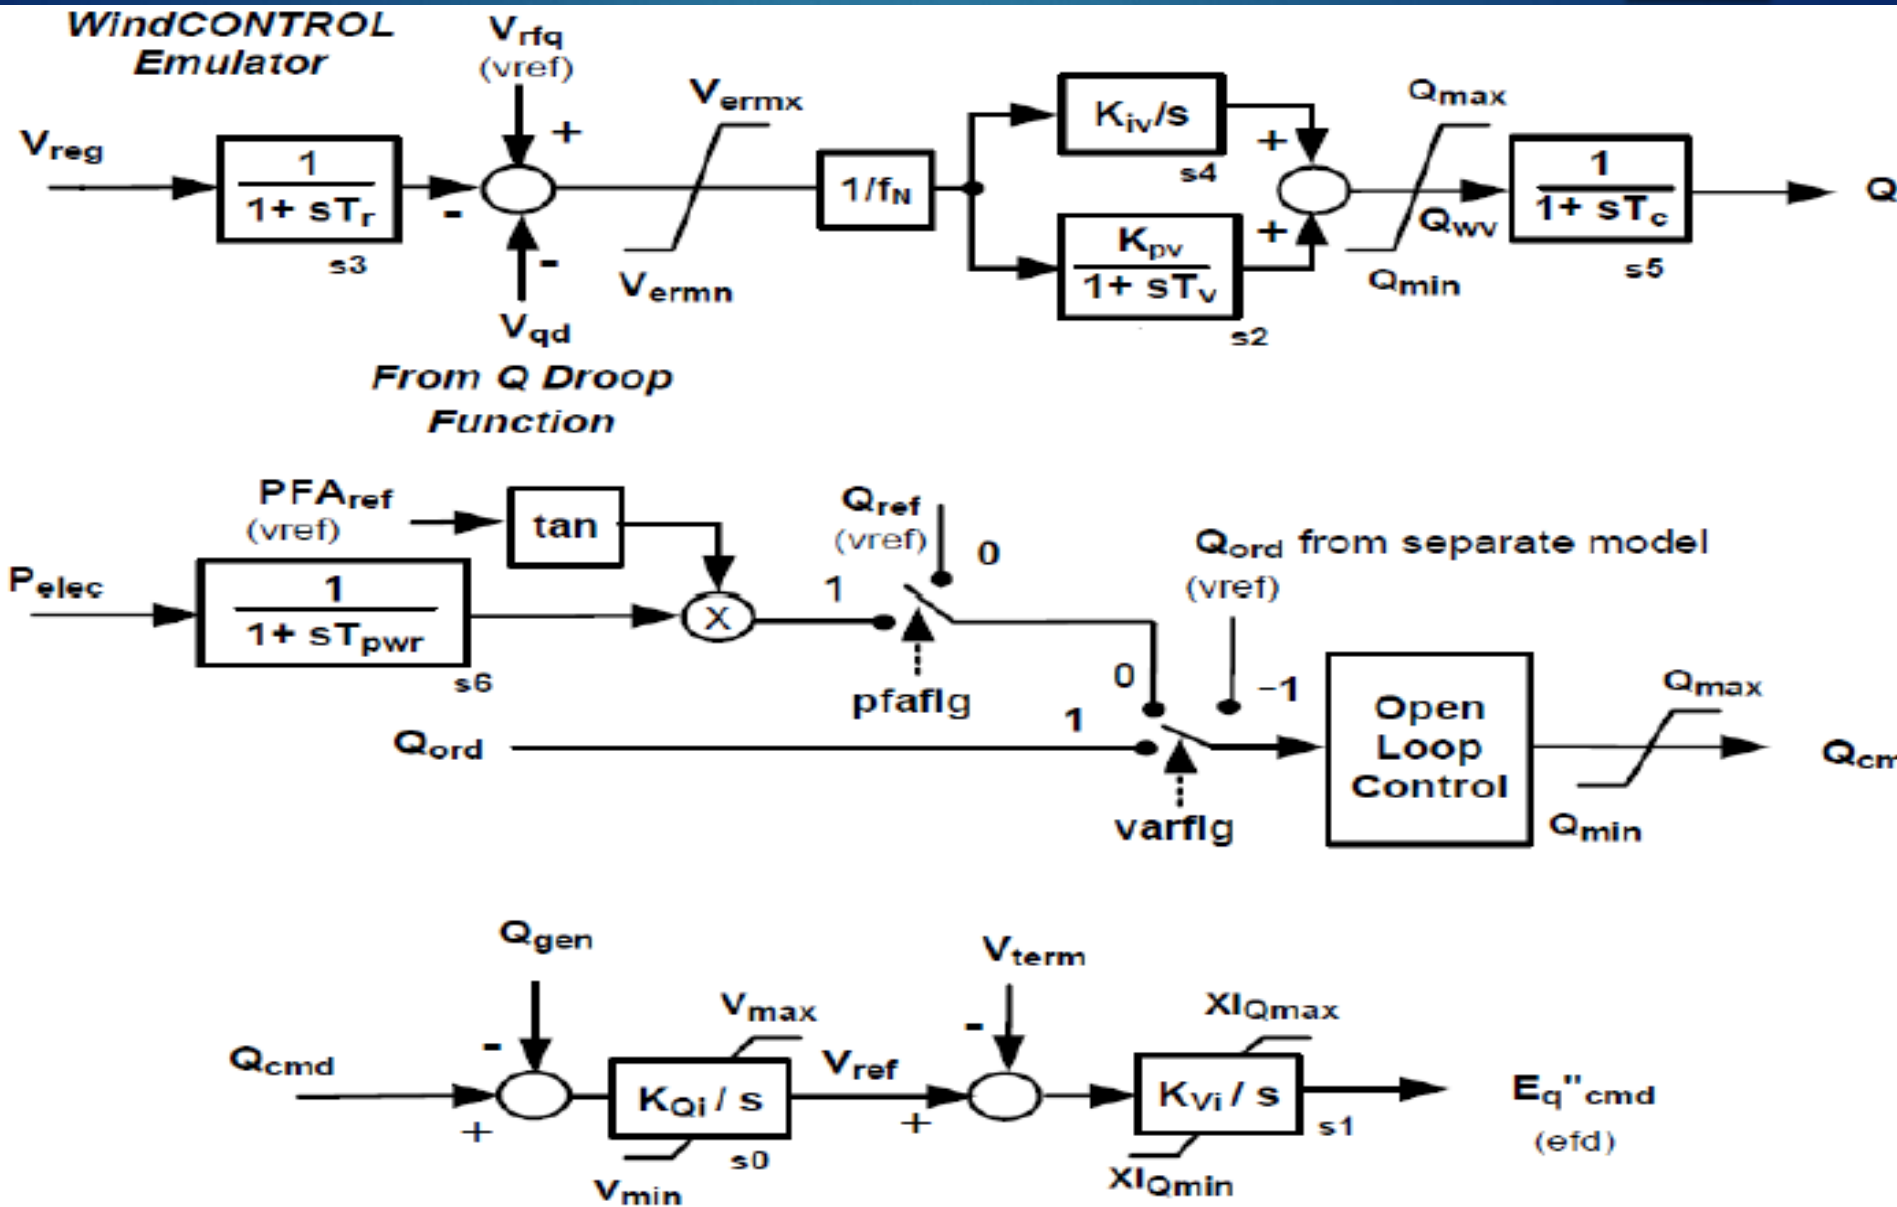 WindCONTROL
Emulator
Vrfq
(vref)
+
Vermx
Vreg
1
1+ sTr
s3
-
-
Vqd
From Q Droop
Function
Vermn
1/fN
Kiv/s
s4
Kpv
1+ sTv
s2
+
+
Qmax
Qwv
Qmin
1
1+ sTc
s5
Q
PFAref
(vref)
tan
Pelec
1
1+ sTpwr
s6
X
1
Qref
(vref)
0
pfaflg
Qord from separate model
(vref)
0
-1
1
Qord
varflg
Open
Loop
Control
Qmax
Qmin
Qcm
Qgen
-
Qcmd
+
Vmax
KQi / s
s0
Vmin
Vref
+
Vterm
-
XIQmax
KVi / s
s1
XIQmin
Eq"cmd
(efd)